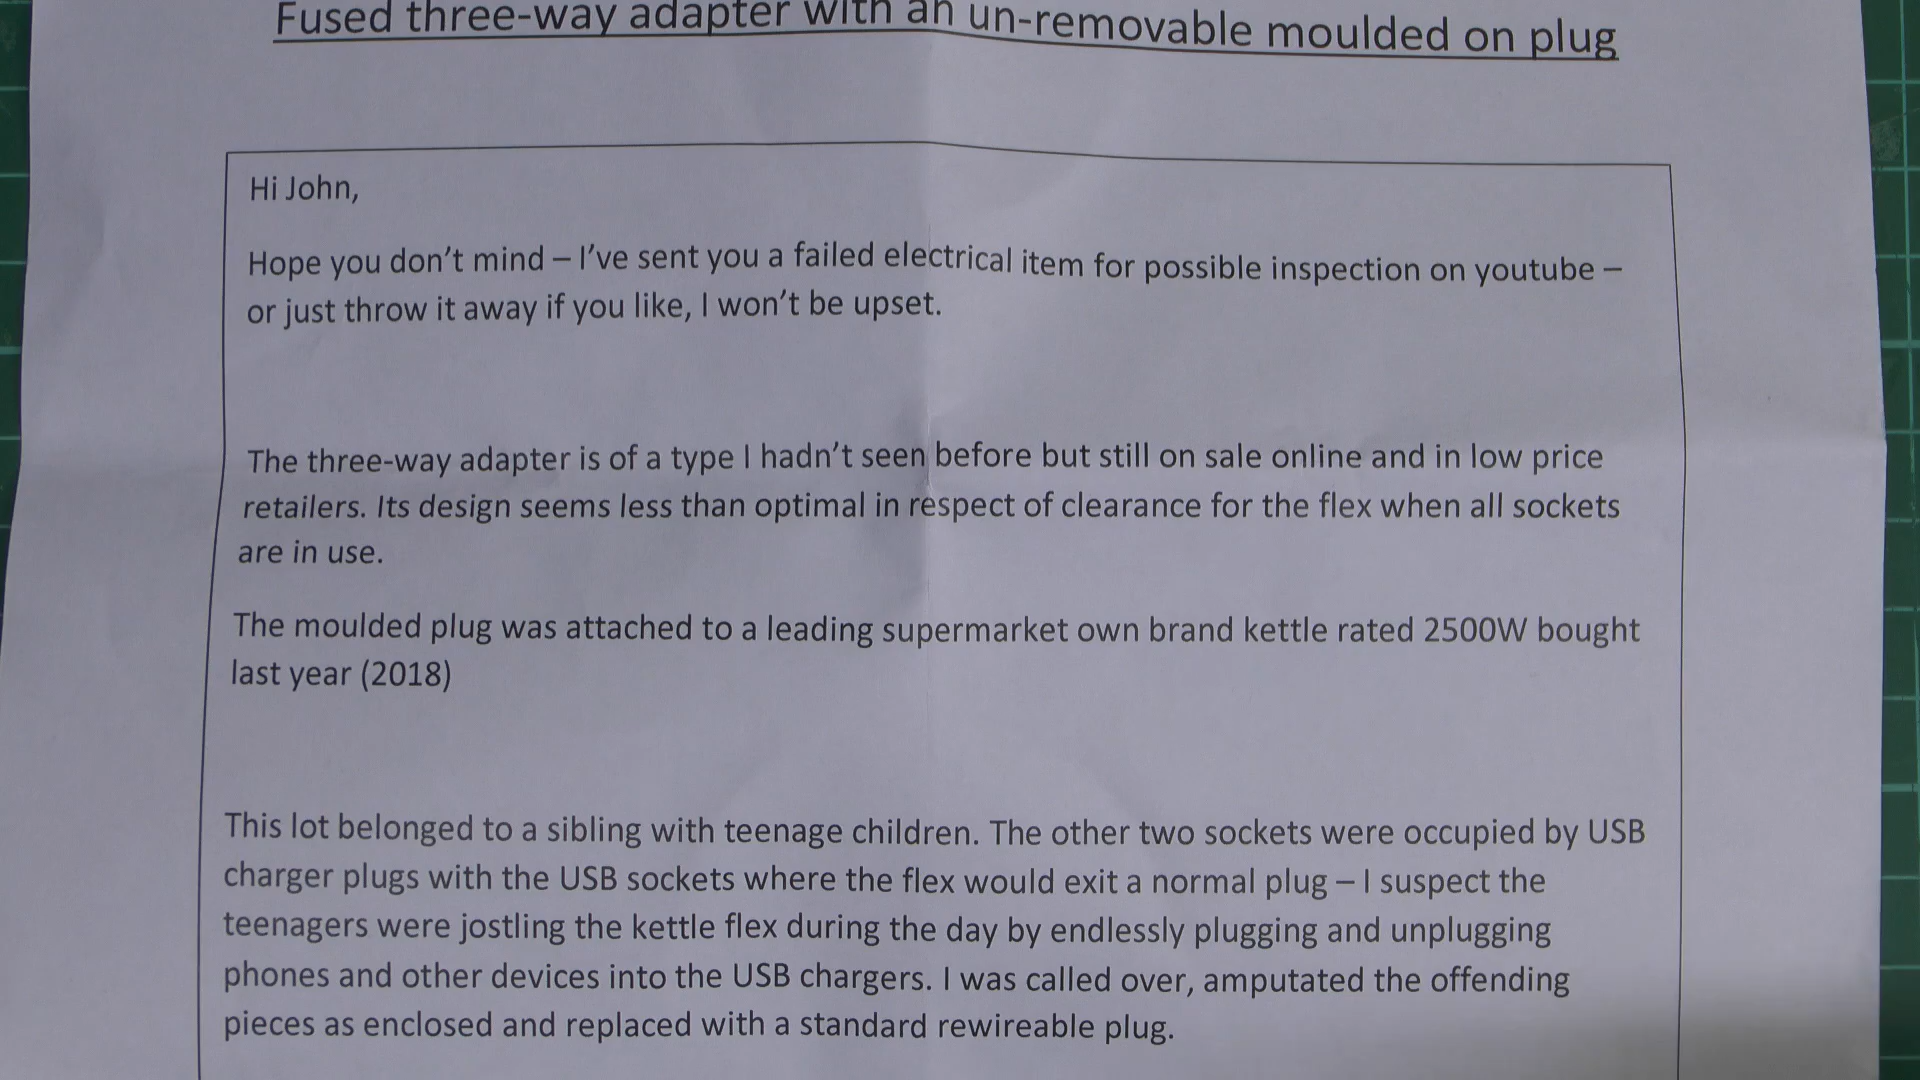 Fused three-way adapter with an un-removable moulded on plug
Hi John,
Hope you don't mind – I've sent you a failed electrical item for possible inspection on youtube –
or just throw it away if you like, I won't be upset.
The three-way adapter is of a type I hadn't seen before but still on sale online and in low price
retailers. Its design seems less than optimal in respect of clearance for the flex when all sockets
are in use.
The moulded plug was attached to a leading supermarket own brand kettle rated 2500W bought
last year (2018)
This lot belonged to a sibling with teenage children. The other two sockets were occupied by USB
charger plugs with the USB sockets where the flex would exit a normal plug – I suspect the
teenagers were jostling the kettle flex during the day by endlessly plugging and unplugging
phones and other devices into the USB chargers. I was called over, amputated the offending
pieces as enclosed and replaced with a standard rewireable plug.